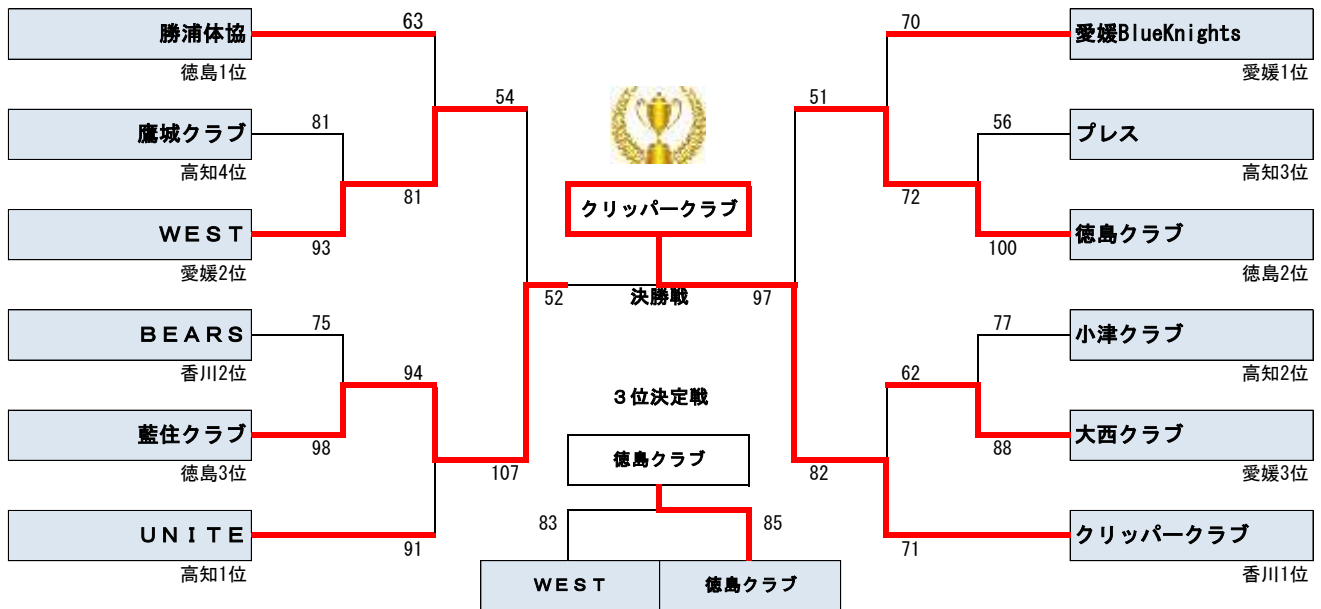 勝浦体協
徳島1位
63
鷹城クラブ
高知4位
81
54
81
ＷＥＳＴ
愛媛2位
93
ＢＥＡＲＳ
香川2位
75
94
藍住クラブ
徳島3位
98
107
ＵＮＩＴＥ
高知1位
91
クリッパークラブ
52
決勝戦
97
３位決定戦
徳島クラブ
83
85
ＷＥＳＴ
徳島クラブ
70
愛媛BlueKnights
愛媛1位
51
56
プレス
高知3位
72
100
徳島クラブ
徳島2位
77
小津クラブ
高知2位
62
88
大西クラブ
愛媛3位
82
71
クリッパークラブ
香川1位